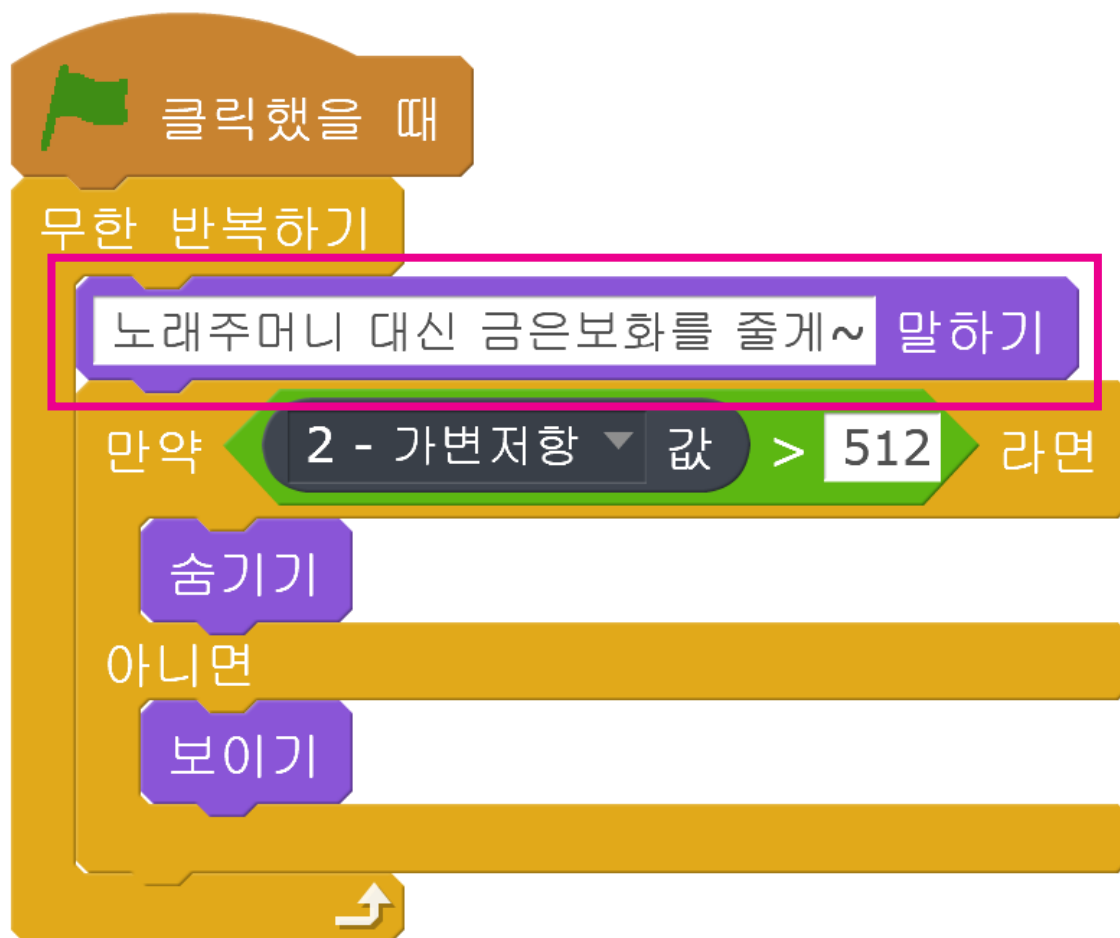 클릭했을 때
무한 반복하기
노래주머니 대신 금은보화를 줄게~ 말하기
만약 2 - 가변저항 값 > 512 라면
숨기기
아니면
보이기